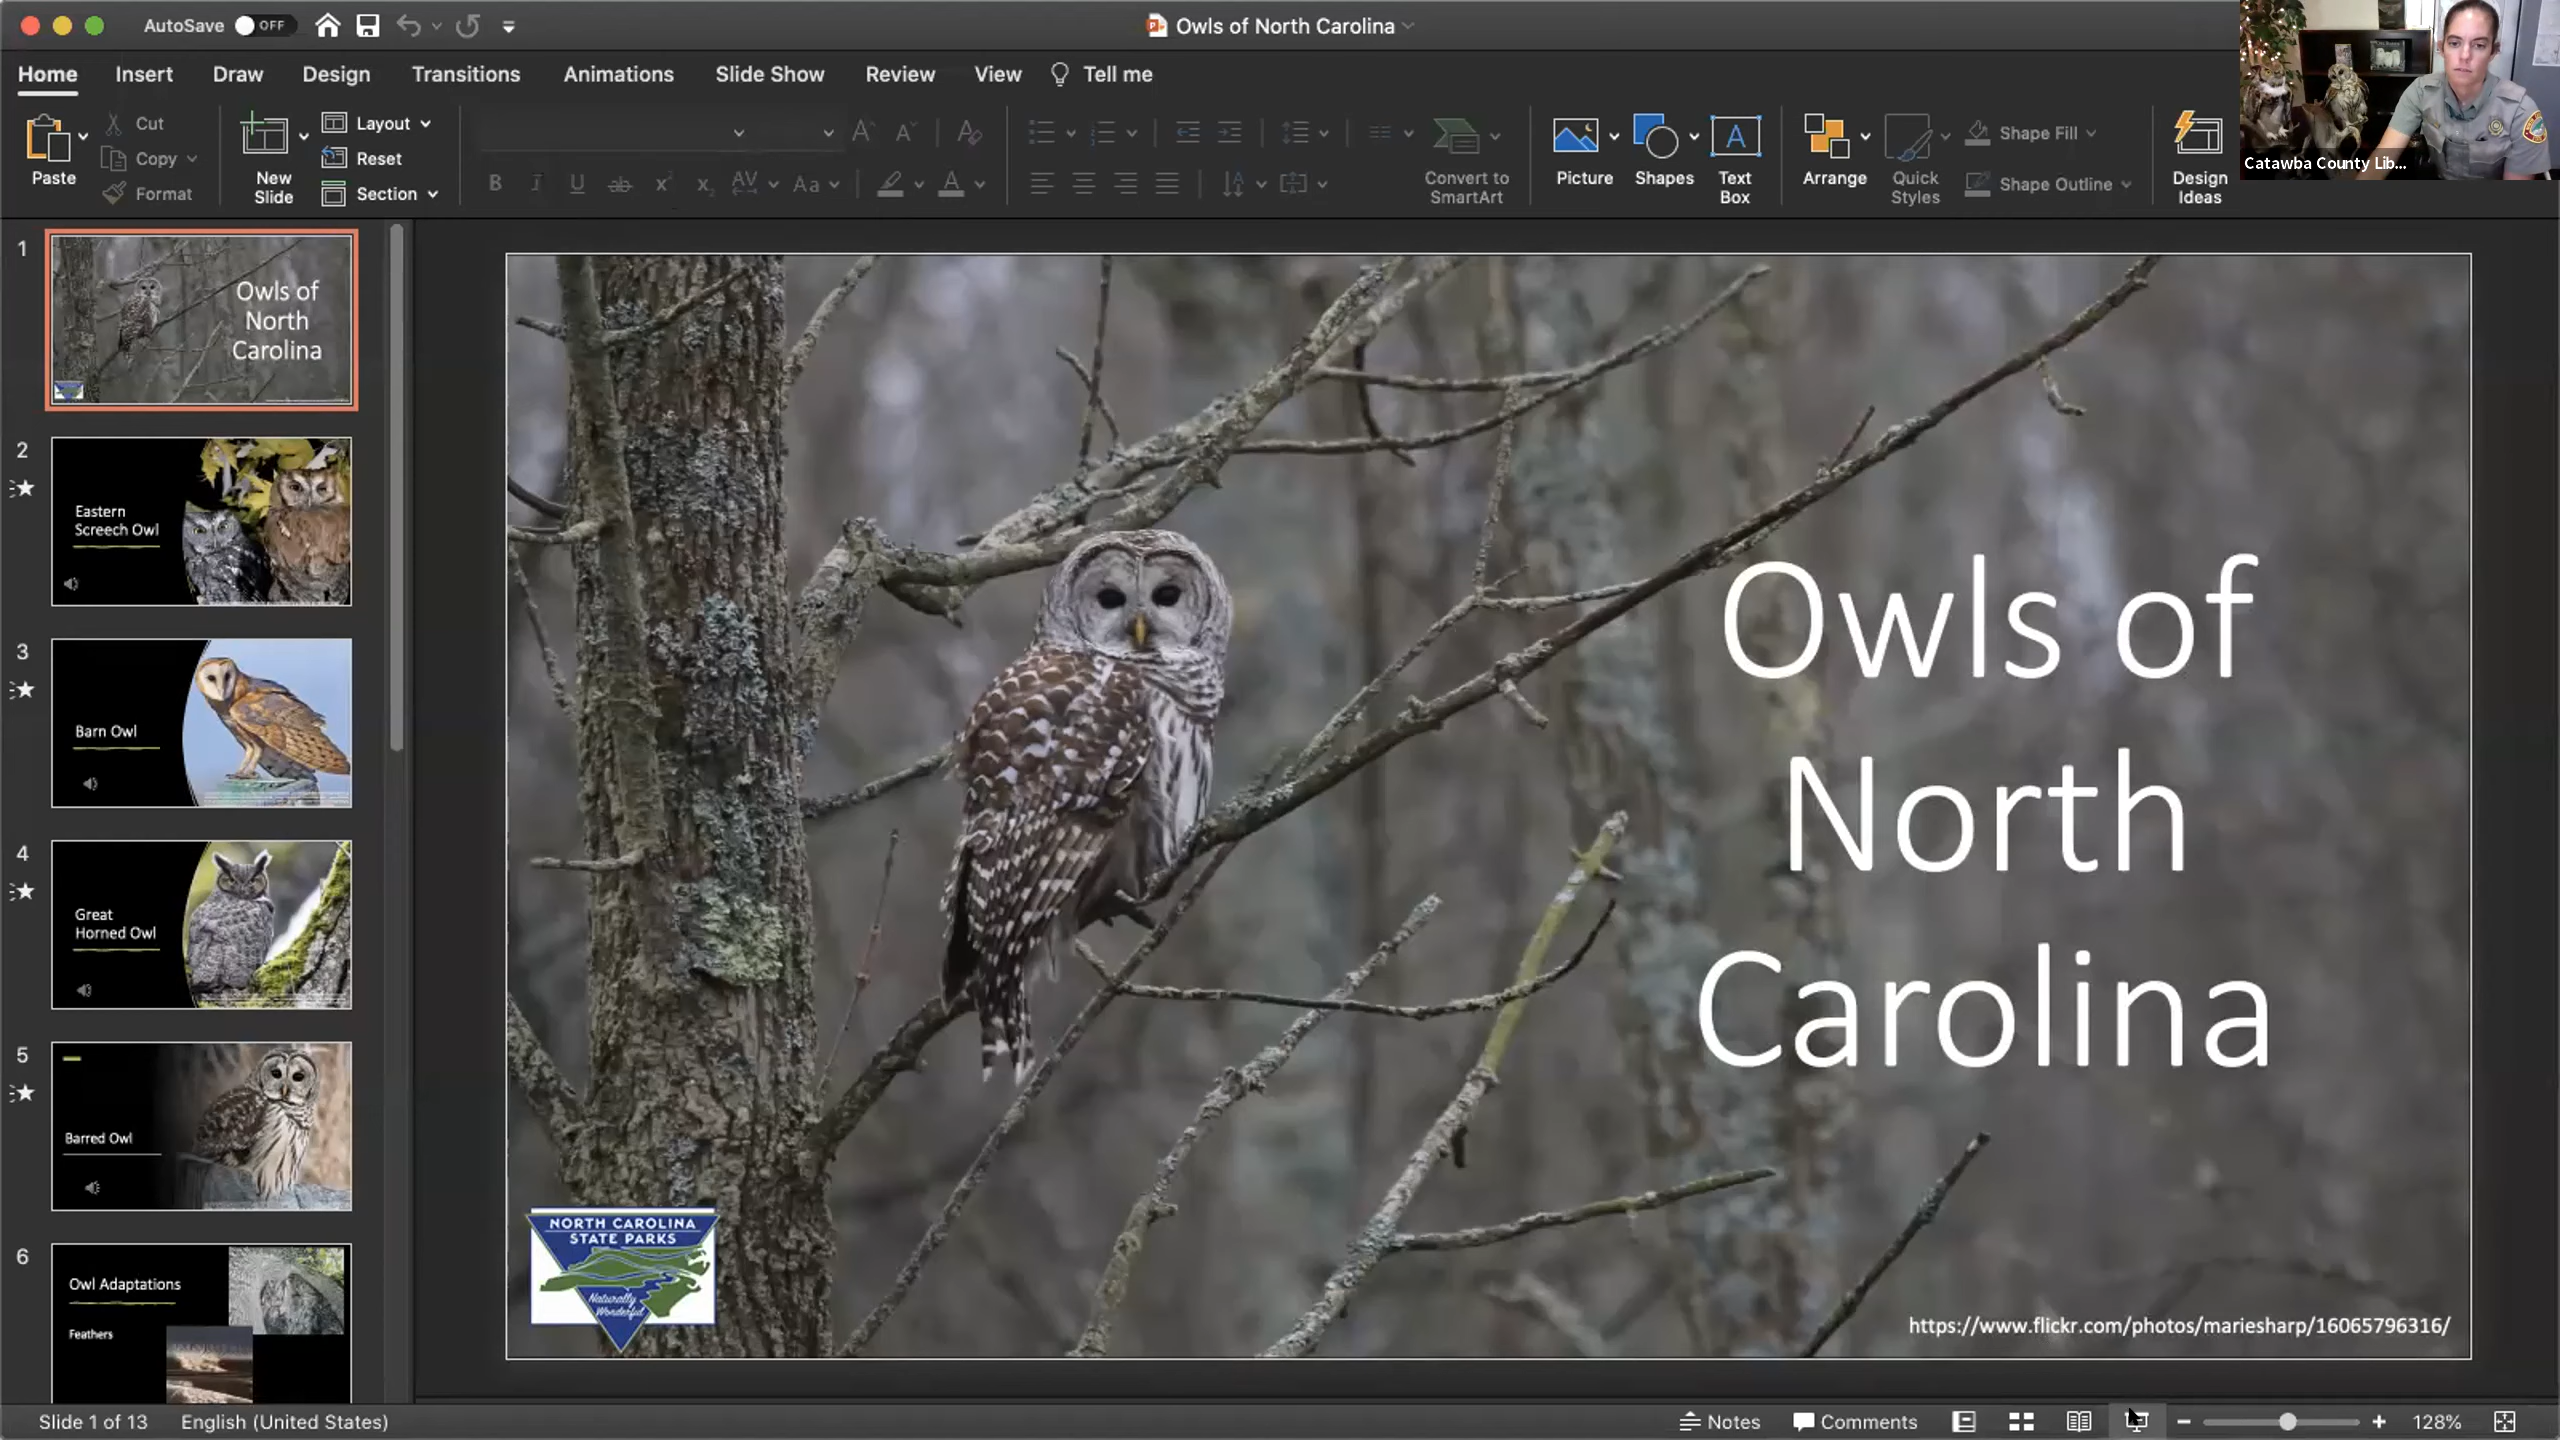 AutoSave OFF
Owls of North Carolina
Home Insert Draw Design Transitions Animations Slide Show Review View Tell me
Paste
Cut
Copy
Format
New
Slide
Layout
Reset
Section
Convert to
SmartArt
Picture
Shapes
Text
Box
Arrange
Quick
Styles
Shape Fill
Shape Outline
Design
Ideas
Catawba County Lib...
1
Owls of
North
Carolina
2
Eastern
Screech Owl
3
Barn Owl
4
Great
Horned Owl
5
Barred Owl
6
Owl Adaptations
Feathers
Owls of
North
Carolina
NORTH CAROLINA
STATE PARKS
Naturally
Wonderful
https://www.flickr.com/photos/mariesharp/16065796316/
Slide 1 of 13 English (United States) Notes Comments 128%